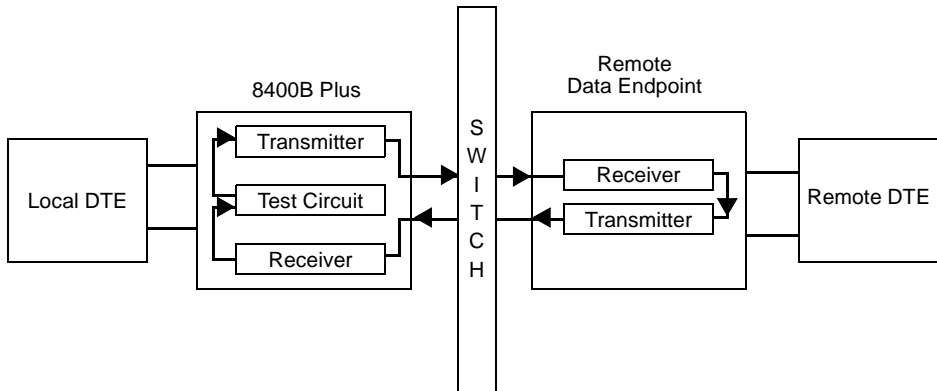 Remote
Data Endpoint
8400B Plus
S
W
I
T
C
H
Transmitter
Test Circuit
Receiver
Local DTE
Receiver
Transmitter
Remote DTE